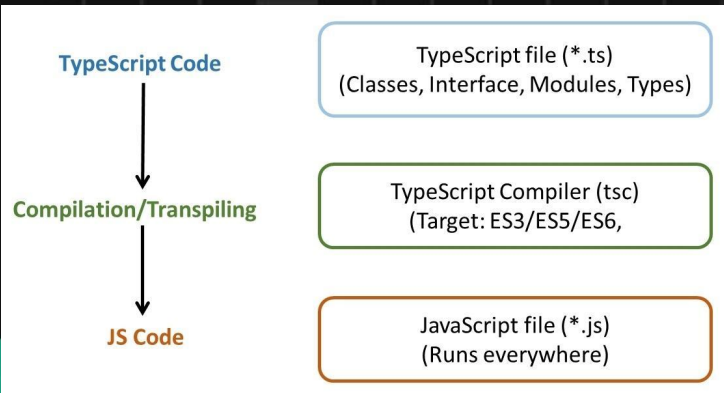 TypeScript Code
TypeScript file (*.ts)
(Classes, Interface, Modules, Types)
Compilation/Transpiling
TypeScript Compiler (tsc)
(Target: ES3/ES5/ES6,
JS Code
JavaScript file (*.js)
(Runs everywhere)